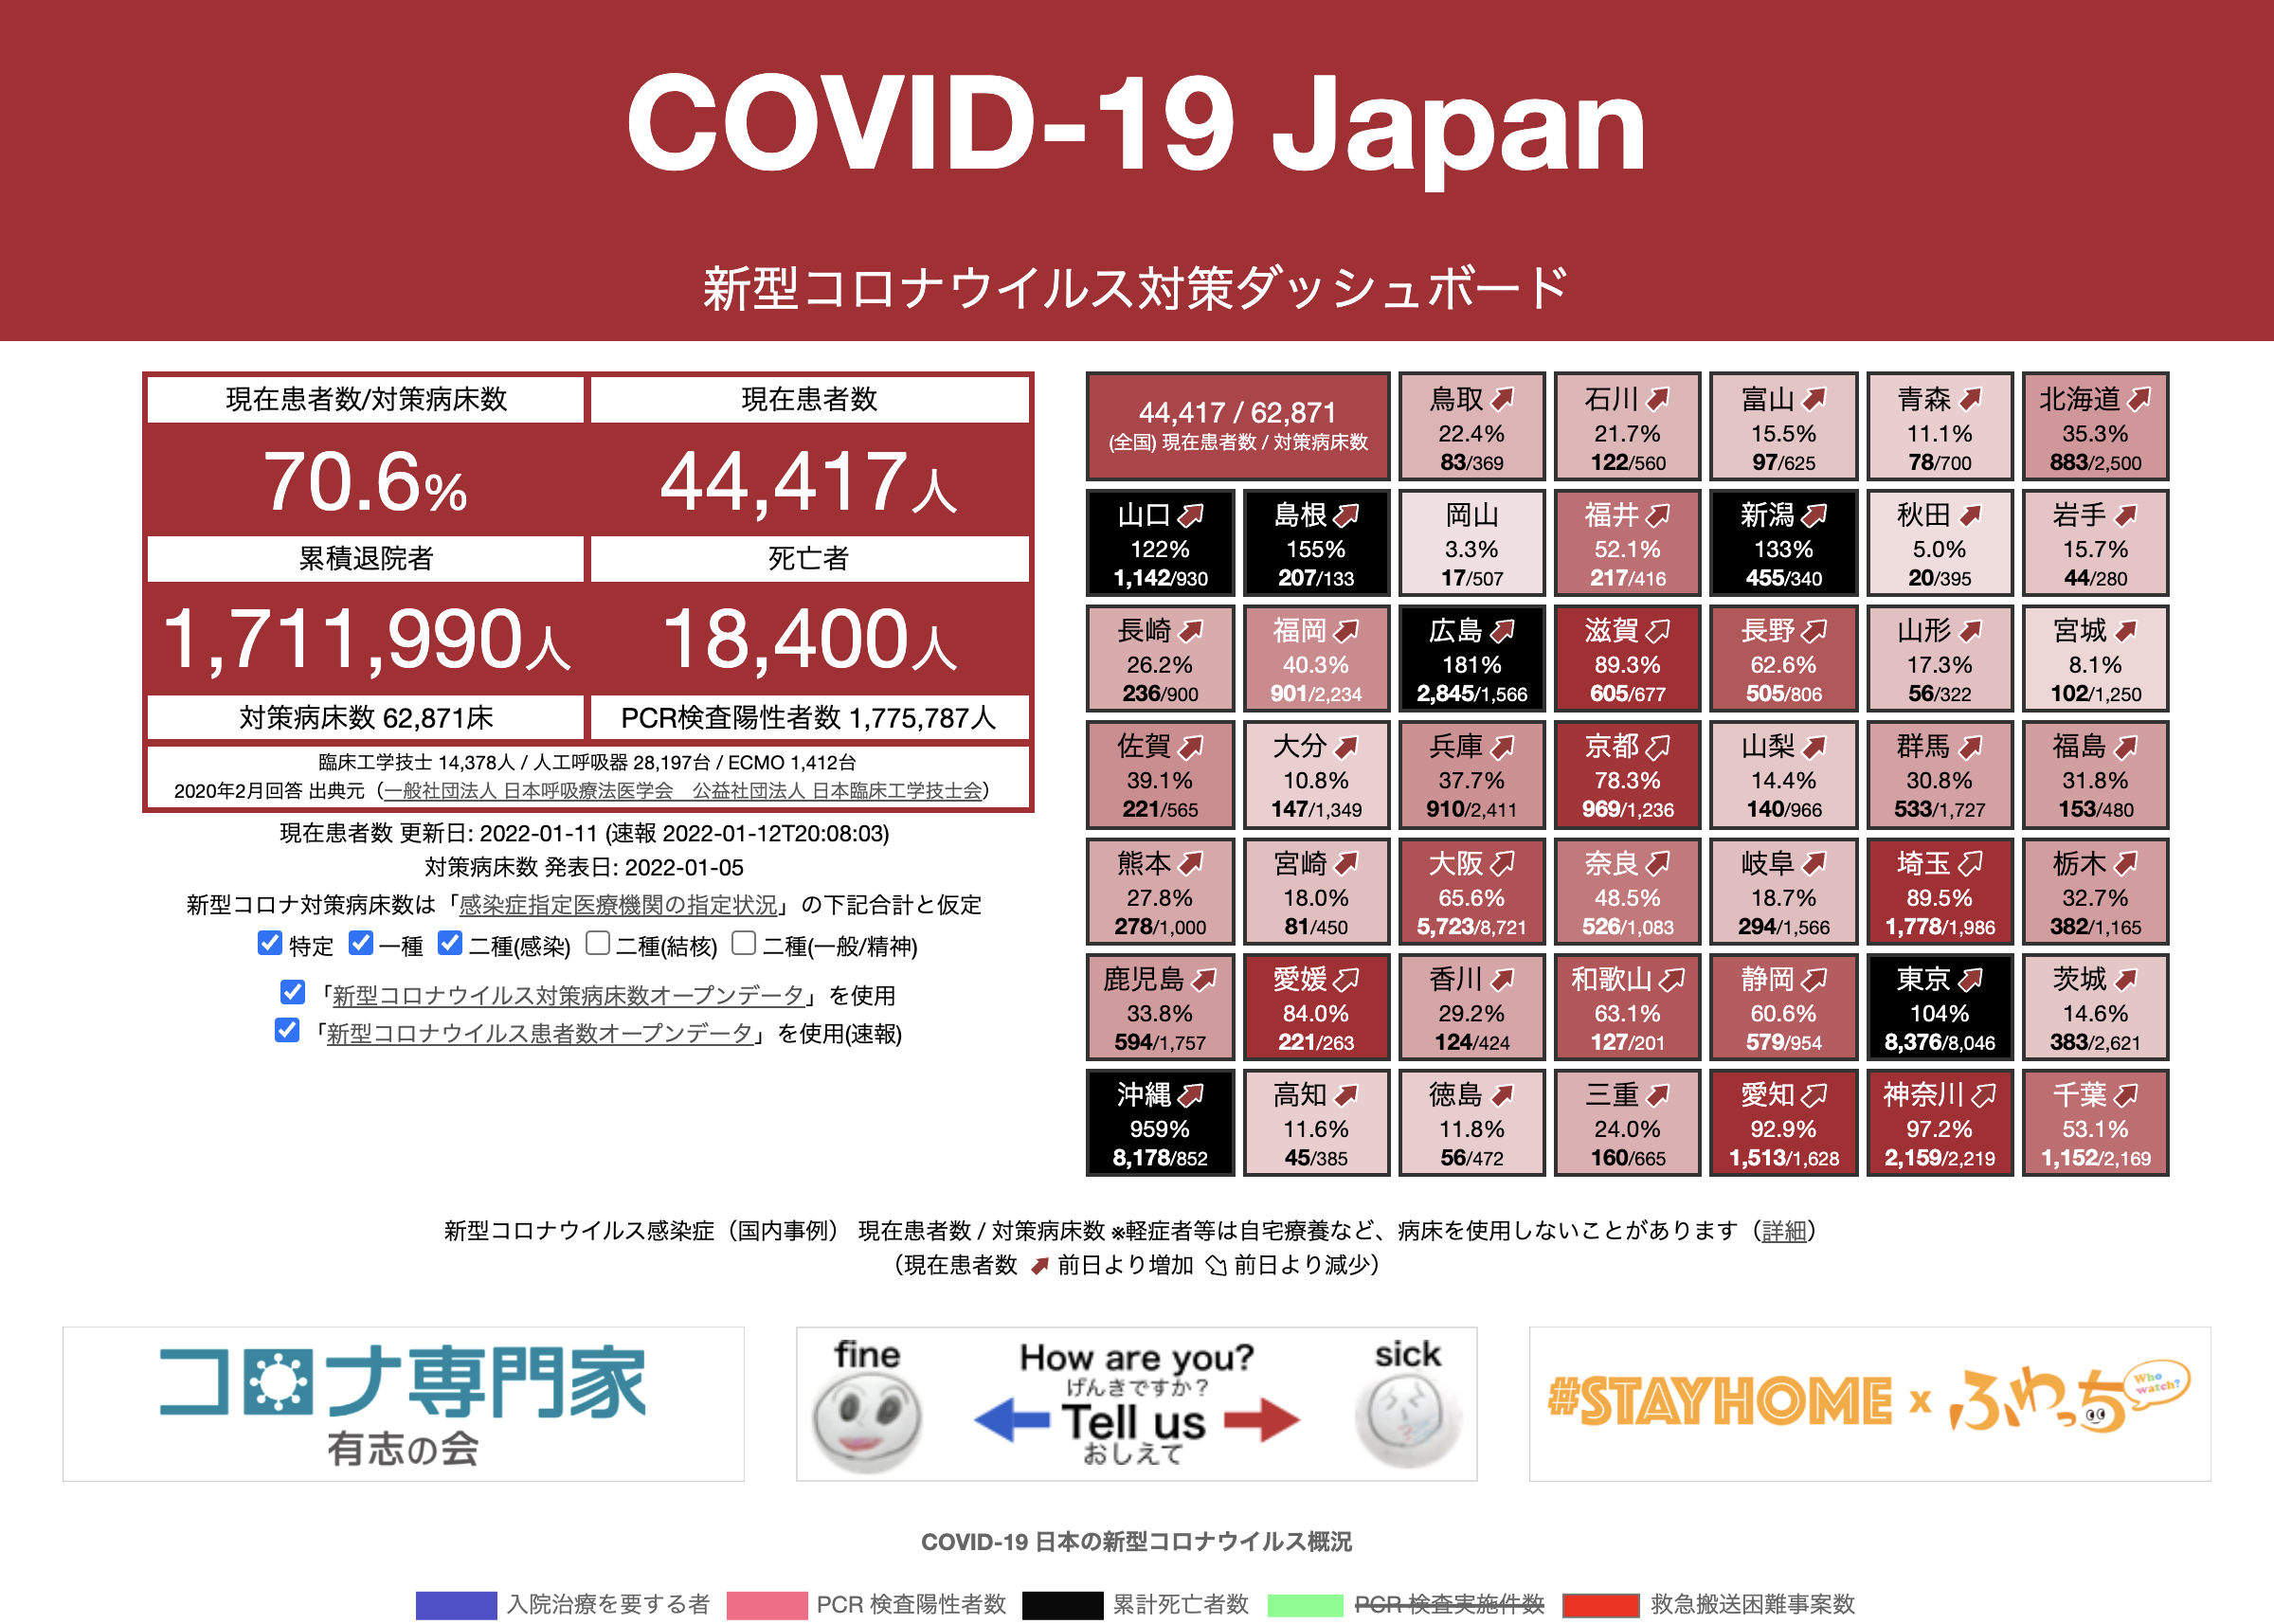 COVID-19 Japan
新型コロナウイルス対策ダッシュボード
現在患者数/対策病床数
現在患者数
70.6%
44,417人
累積退院者
死亡者
1,711,990人
18,400人
対策病床数 62,871床
PCR検査陽性者数 1,775,787人
臨床工学技士 14,378人 / 人工呼吸器 28,197台 / ECMO 1,412台
2020年2月回答 出典元（一般社団法人 日本呼吸療法医学会　公益社団法人 日本臨床工学技士会）
現在患者数 更新日: 2022-01-11 (速報 2022-01-12T20:08:03)
対策病床数 発表日: 2022-01-05
新型コロナ対策病床数は「感染症指定医療機関の指定状況」の下記合計と仮定
特定 一種 二種(感染) 二種(結核) 二種(一般/精神)
「新型コロナウイルス対策病床数オープンデータ」を使用
「新型コロナウイルス患者数オープンデータ」を使用(速報)
44,417 / 62,871
(全国) 現在患者数 / 対策病床数
鳥取
22.4%
83/369
石川
21.7%
122/560
富山
15.5%
97/625
青森
11.1%
78/700
北海道
35.3%
883/2,500
山口
122%
1,142/930
島根
155%
207/133
岡山
3.3%
17/507
福井
52.1%
217/416
新潟
133%
455/340
秋田
5.0%
20/395
岩手
15.7%
44/280
長崎
26.2%
236/900
福岡
40.3%
901/2,234
広島
181%
2,845/1,566
滋賀
89.3%
605/677
長野
62.6%
505/806
山形
17.3%
56/322
宮城
8.1%
102/1,250
佐賀
39.1%
221/565
大分
10.8%
147/1,349
兵庫
37.7%
910/2,411
京都
78.3%
969/1,236
山梨
14.4%
140/966
群馬
30.8%
533/1,727
福島
31.8%
153/480
熊本
27.8%
278/1,000
宮崎
18.0%
81/450
大阪
65.6%
5,723/8,721
奈良
48.5%
526/1,083
岐阜
18.7%
294/1,566
埼玉
89.5%
1,778/1,986
栃木
32.7%
382/1,165
鹿児島
33.8%
594/1,757
愛媛
84.0%
221/263
香川
29.2%
124/424
和歌山
63.1%
127/201
静岡
60.6%
579/954
東京
104%
8,376/8,046
茨城
14.6%
383/2,621
沖縄
959%
8,178/852
高知
11.6%
45/385
徳島
11.8%
56/472
三重
24.0%
160/665
愛知
92.9%
1,513/1,628
神奈川
97.2%
2,159/2,219
千葉
53.1%
1,152/2,169
新型コロナウイルス感染症（国内事例） 現在患者数 / 対策病床数 ※軽症者等は自宅療養など、病床を使用しないことがあります（詳細）
（現在患者数 前日より増加 前日より減少）
コロナ専門家
有志の会
fine
How are you?
げんきですか？
Tell us
おしえて
sick
#STAYHOME x ふわっち
Who watch?
COVID-19 日本の新型コロナウイルス概況
入院治療を要する者 PCR 検査陽性者数 累計死亡者数 PCR 検査実施件数 救急搬送困難事案数